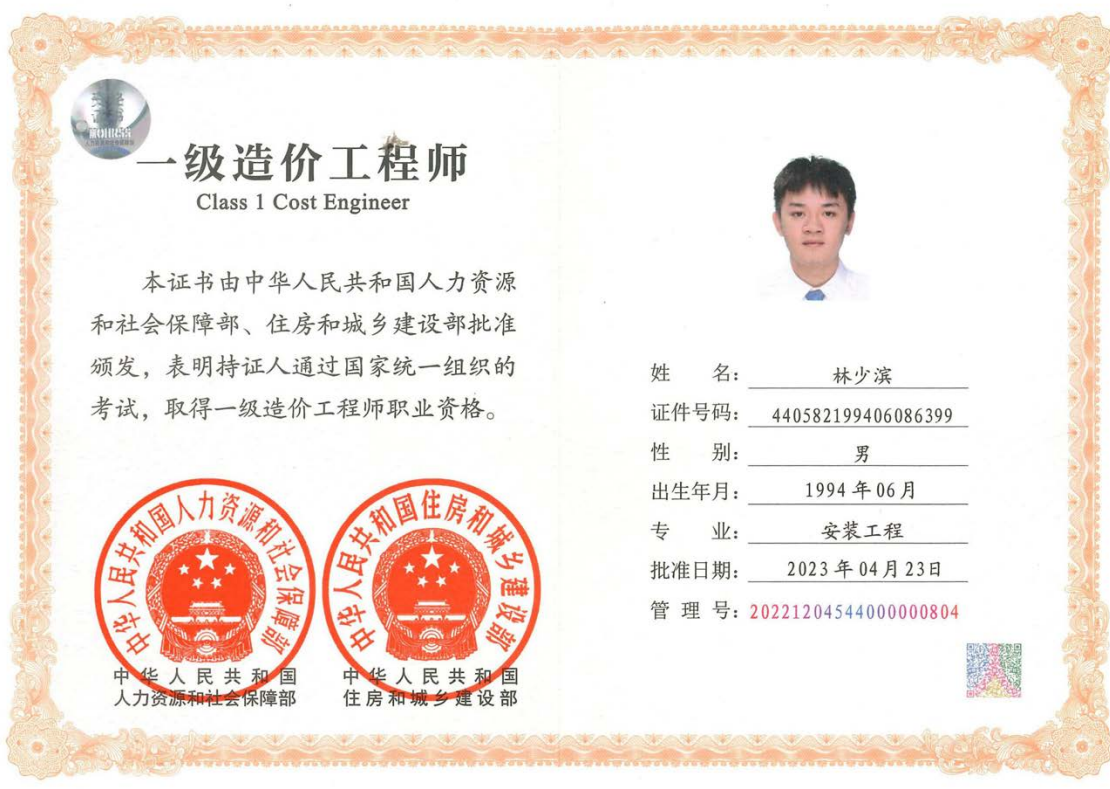 一级造价工程师
Class 1 Cost Engineer
本证书由中华人民共和国人力资源
和社会保障部、住房和城乡建设部批准
颁发，表明持证人通过国家统一组织的
考试，取得一级造价工程师职业资格。
中华人民共和国人力资源和社会保障部
中华人民共和国住房和城乡建设部
中华人民共和国
人力资源和社会保障部
中华人民共和国
住房和城乡建设部
姓 名：林少滨
证件号码：440582199406086399
性 别：男
出生年月：1994年06月
专 业：安装工程
批准日期：2023年04月23日
管 理 号：20221204544000000804